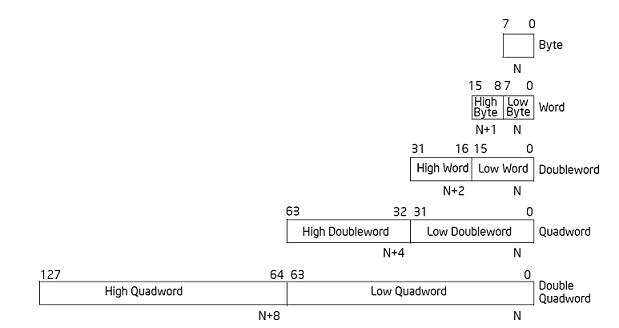 7 0
Byte
N
15 8 7 0
High Byte Low Byte Word
N+1 N
31 16 15 0
High Word Low Word Doubleword
N+2 N
63 32 31 0
High Doubleword Low Doubleword Quadword
N+4 N
127 64 63 0
High Quadword Low Quadword Double Quadword
N+8 N